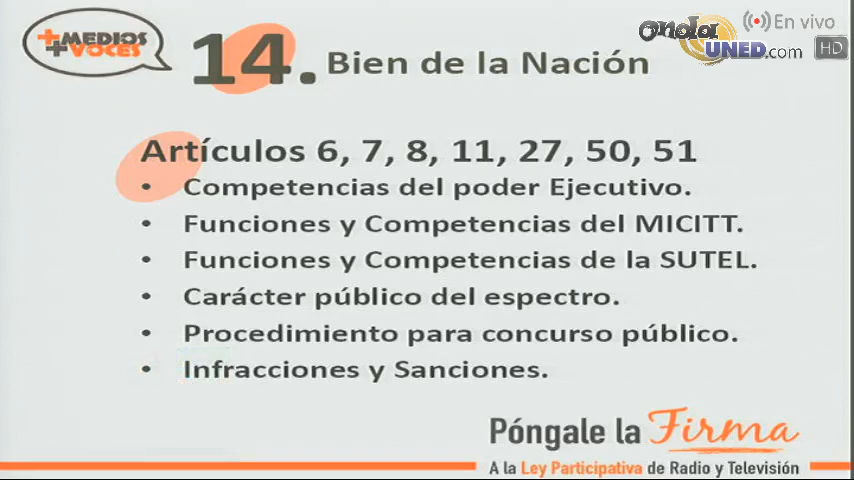 +MEDIOS
+VOCES
14. Bien de la Nación
onda
UNED.com
En vivo
HD
Artículos 6, 7, 8, 11, 27, 50, 51
• Competencias del poder Ejecutivo.
• Funciones y Competencias del MICITT.
• Funciones y Competencias de la SUTEL.
• Carácter público del espectro.
• Procedimiento para concurso público.
• Infracciones y Sanciones.
Póngale la Firma
A la Ley Participativa de Radio y Televisión